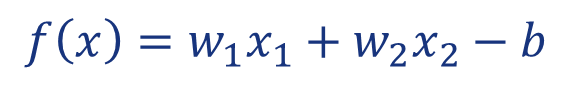 f(x) = w₁x₁ + w₂x₂ − b